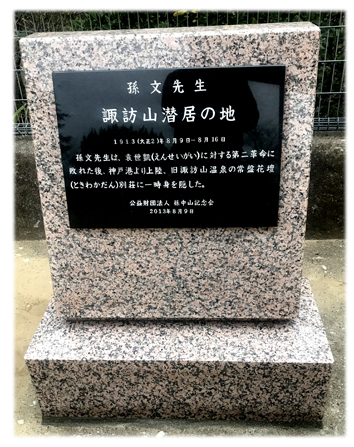 孫文先生
諏訪山潜居の地
1913(大正2)年8月9日-8月16日
孫文先生は、袁世凱(えんせいがい)に対する第二革命に
敗れた後、神戸港より上陸、旧諏訪山温泉の常盤花壇
(ときわかだん)別荘に一時身を隠した。
公益財団法人 孫中山記念会
2013年8月9日